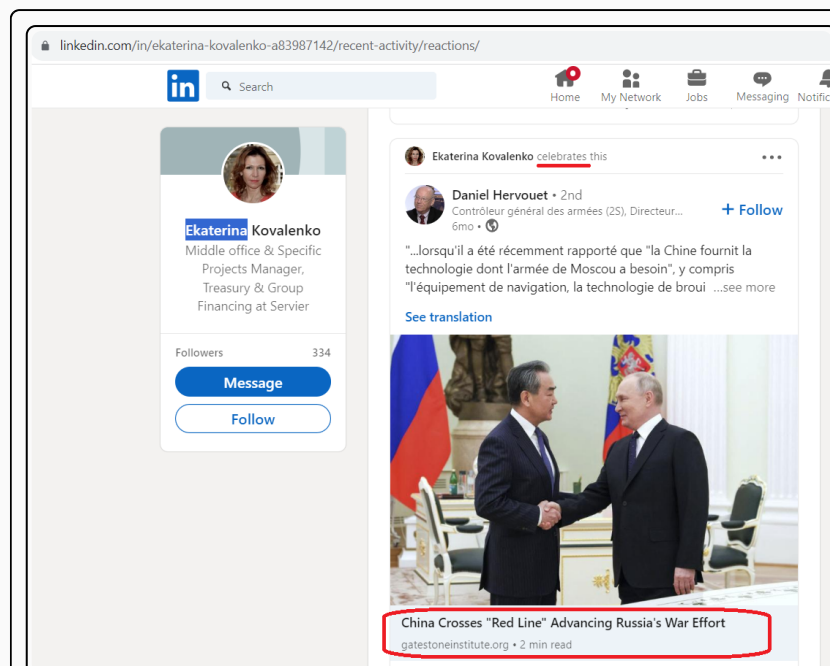 linkedin.com/in/ekaterina-kovalenko-a83987142/recent-activity/reactions/
in
Search
Home
My Network
Jobs
Messaging
Notific
Ekaterina Kovalenko
Middle office & Specific
Projects Manager,
Treasury & Group
Financing at Servier
Followers 334
Message
Follow
Ekaterina Kovalenko celebrates this
Daniel Hervouet • 2nd
Contrôleur général des armées (2S), Directeur...
6mo •
+ Follow
"...lorsqu'il a été récemment rapporté que "la Chine fournit la
technologie dont l'armée de Moscou a besoin", y compris
"l'équipement de navigation, la technologie de broui ...see more
See translation
China Crosses "Red Line" Advancing Russia's War Effort
gatestoneinstitute.org • 2 min read